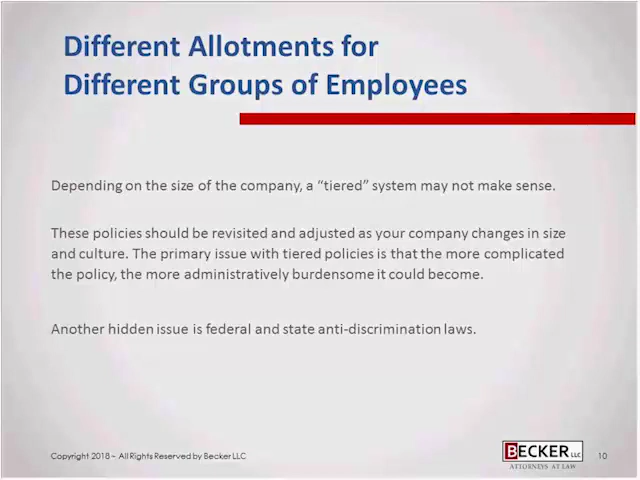 Different Allotments for
Different Groups of Employees
Depending on the size of the company, a “tiered” system may not make sense.
These policies should be revisited and adjusted as your company changes in size
and culture. The primary issue with tiered policies is that the more complicated
the policy, the more administratively burdensome it could become.
Another hidden issue is federal and state anti-discrimination laws.
Copyright 2018 – All Rights Reserved by Becker LLC
BECKER LLC
ATTORNEYS AT LAW
10